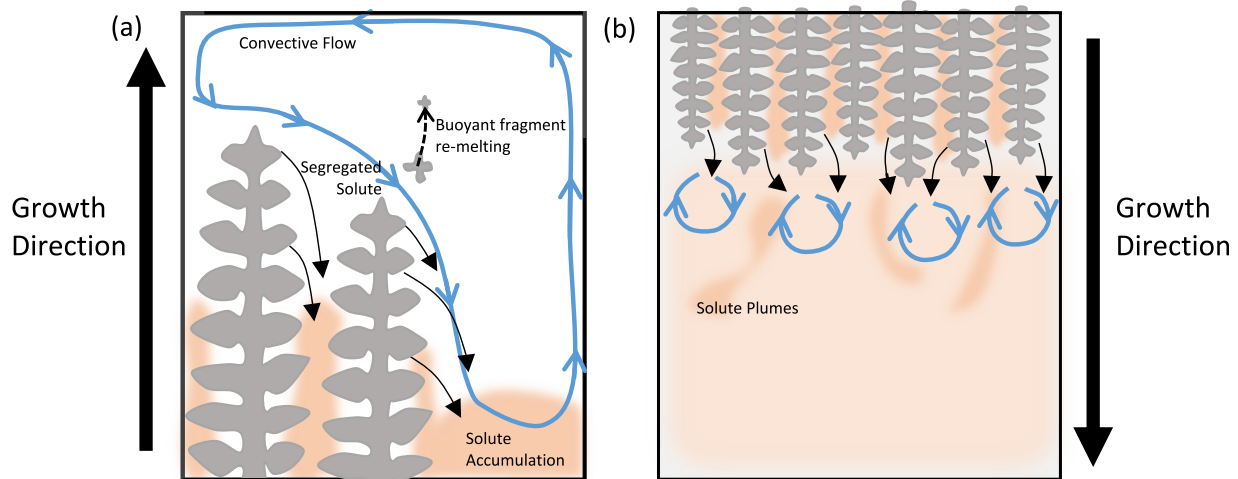 (a)
Convective Flow
Buoyant fragment
re-melting
Segregated
Solute
Growth
Direction
Solute
Accumulation
(b)
Growth
Direction
Solute Plumes